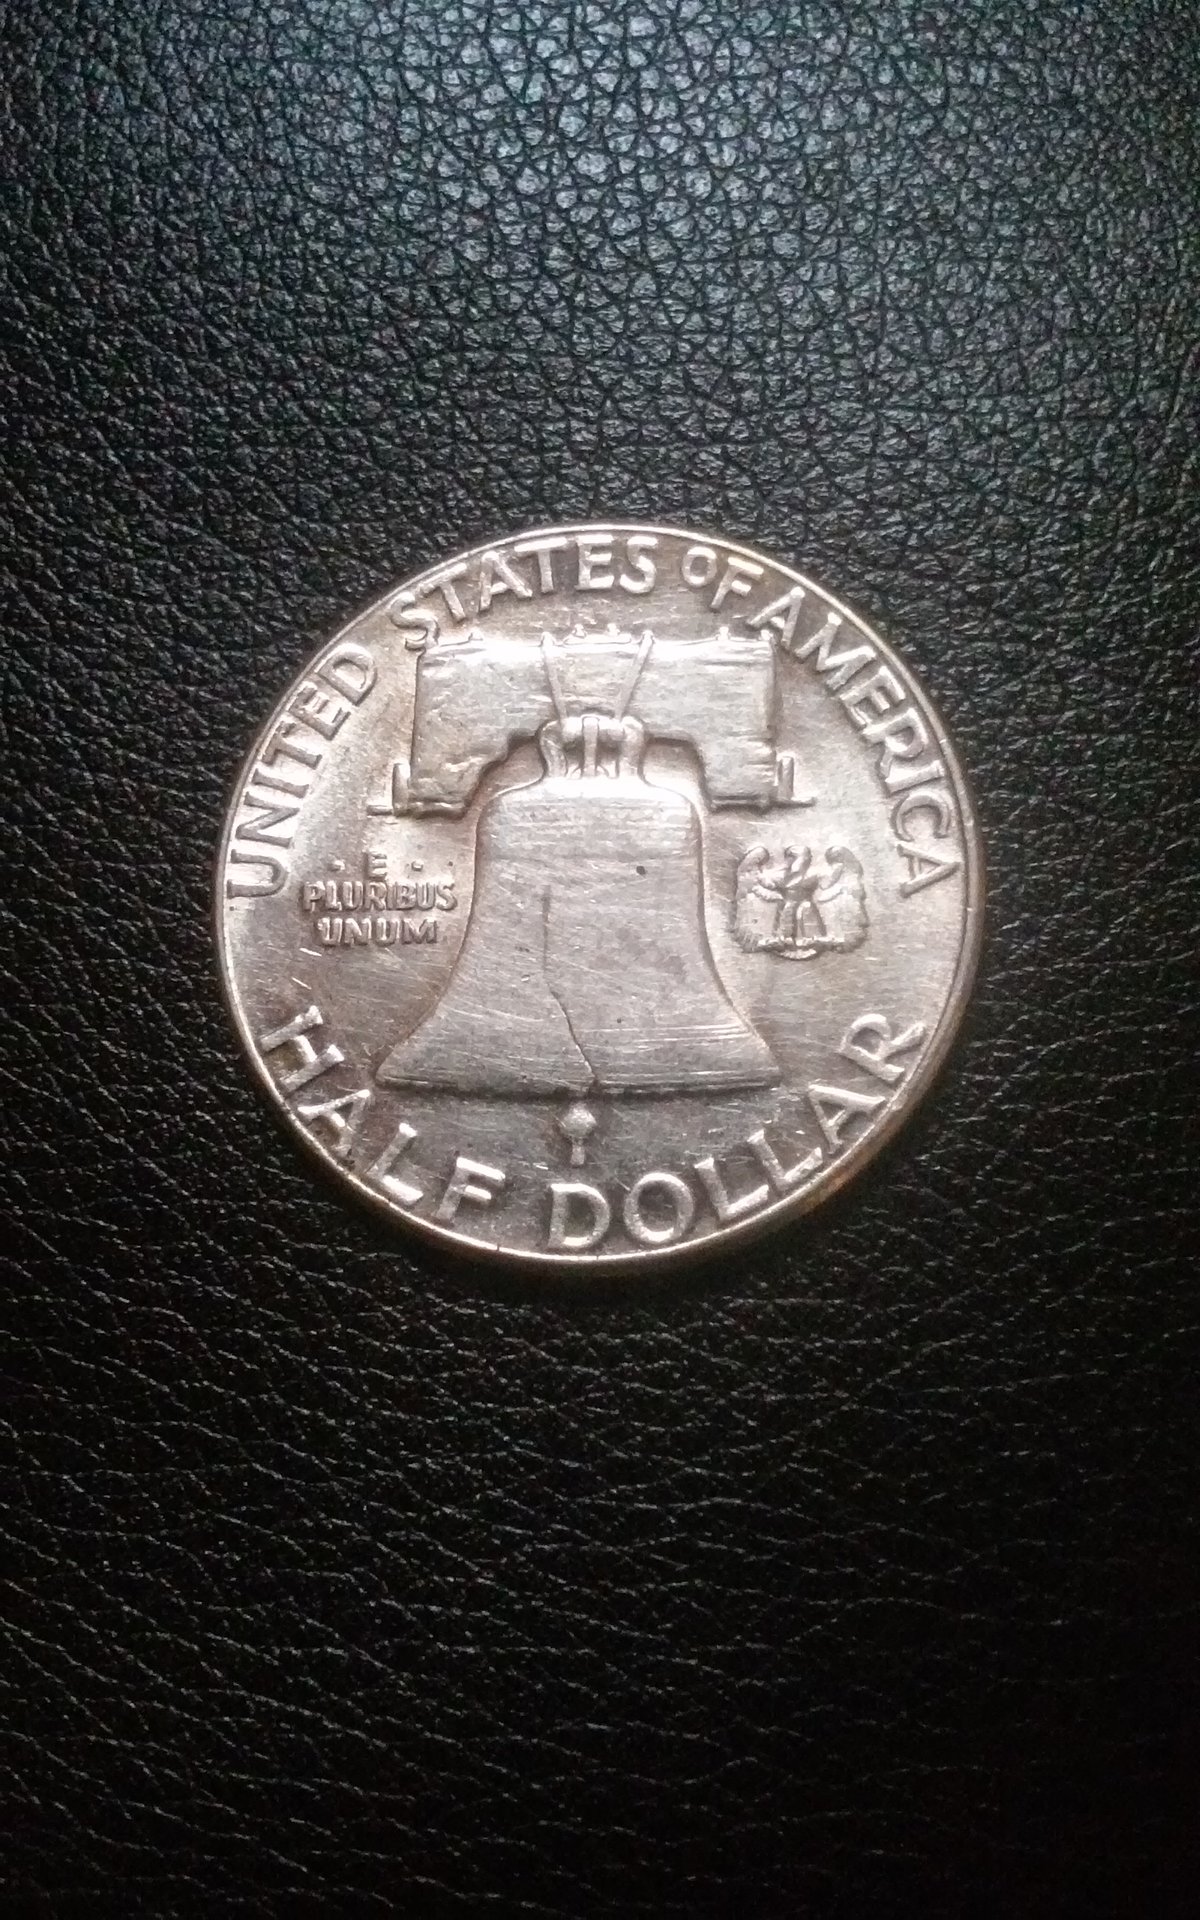 UNITED STATES OF AMERICA
· E ·
PLURIBUS
UNUM
HALF DOLLAR